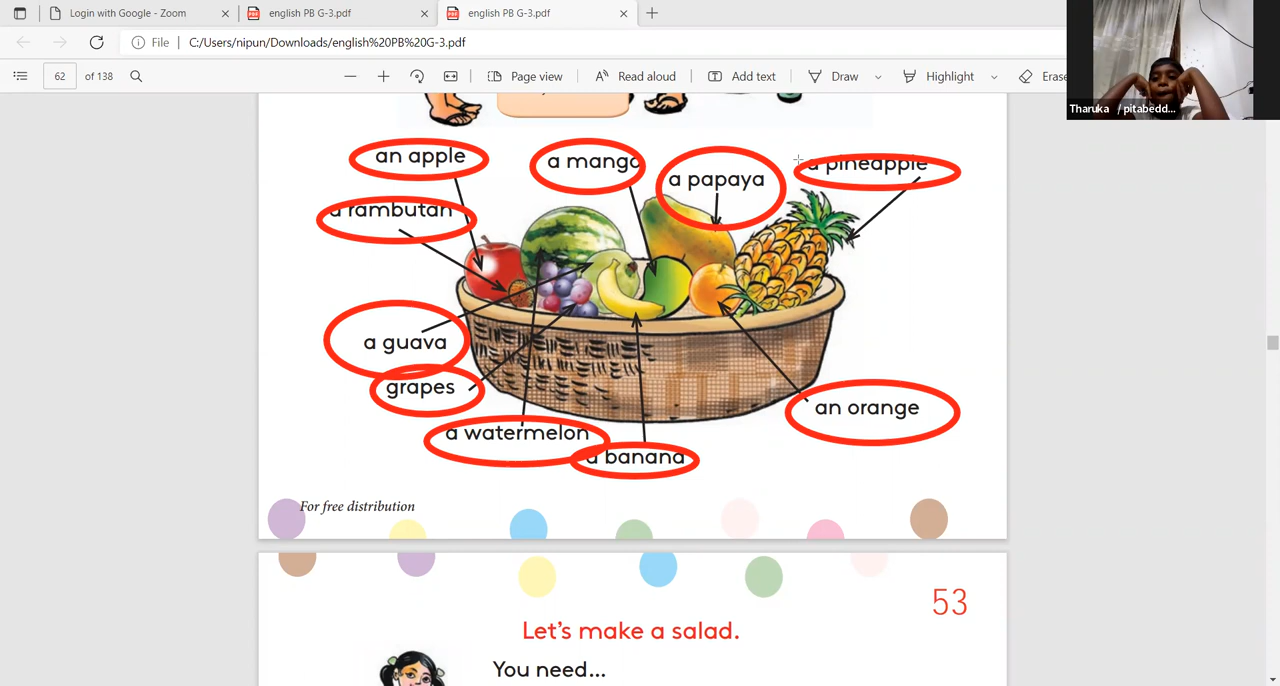 Login with Google - Zoom
english PB G-3.pdf
english PB G-3.pdf
File
C:/Users/nipun/Downloads/english%20PB%20G-3.pdf
62 of 138
Page view
Read aloud
Add text
Draw
Highlight
Erase
Tharuka / pitabedd...
an apple
a mango
a papaya
a pineapple
a rambutan
a guava
grapes
an orange
a watermelon
a banana
For free distribution
53
Let's make a salad.
You need...